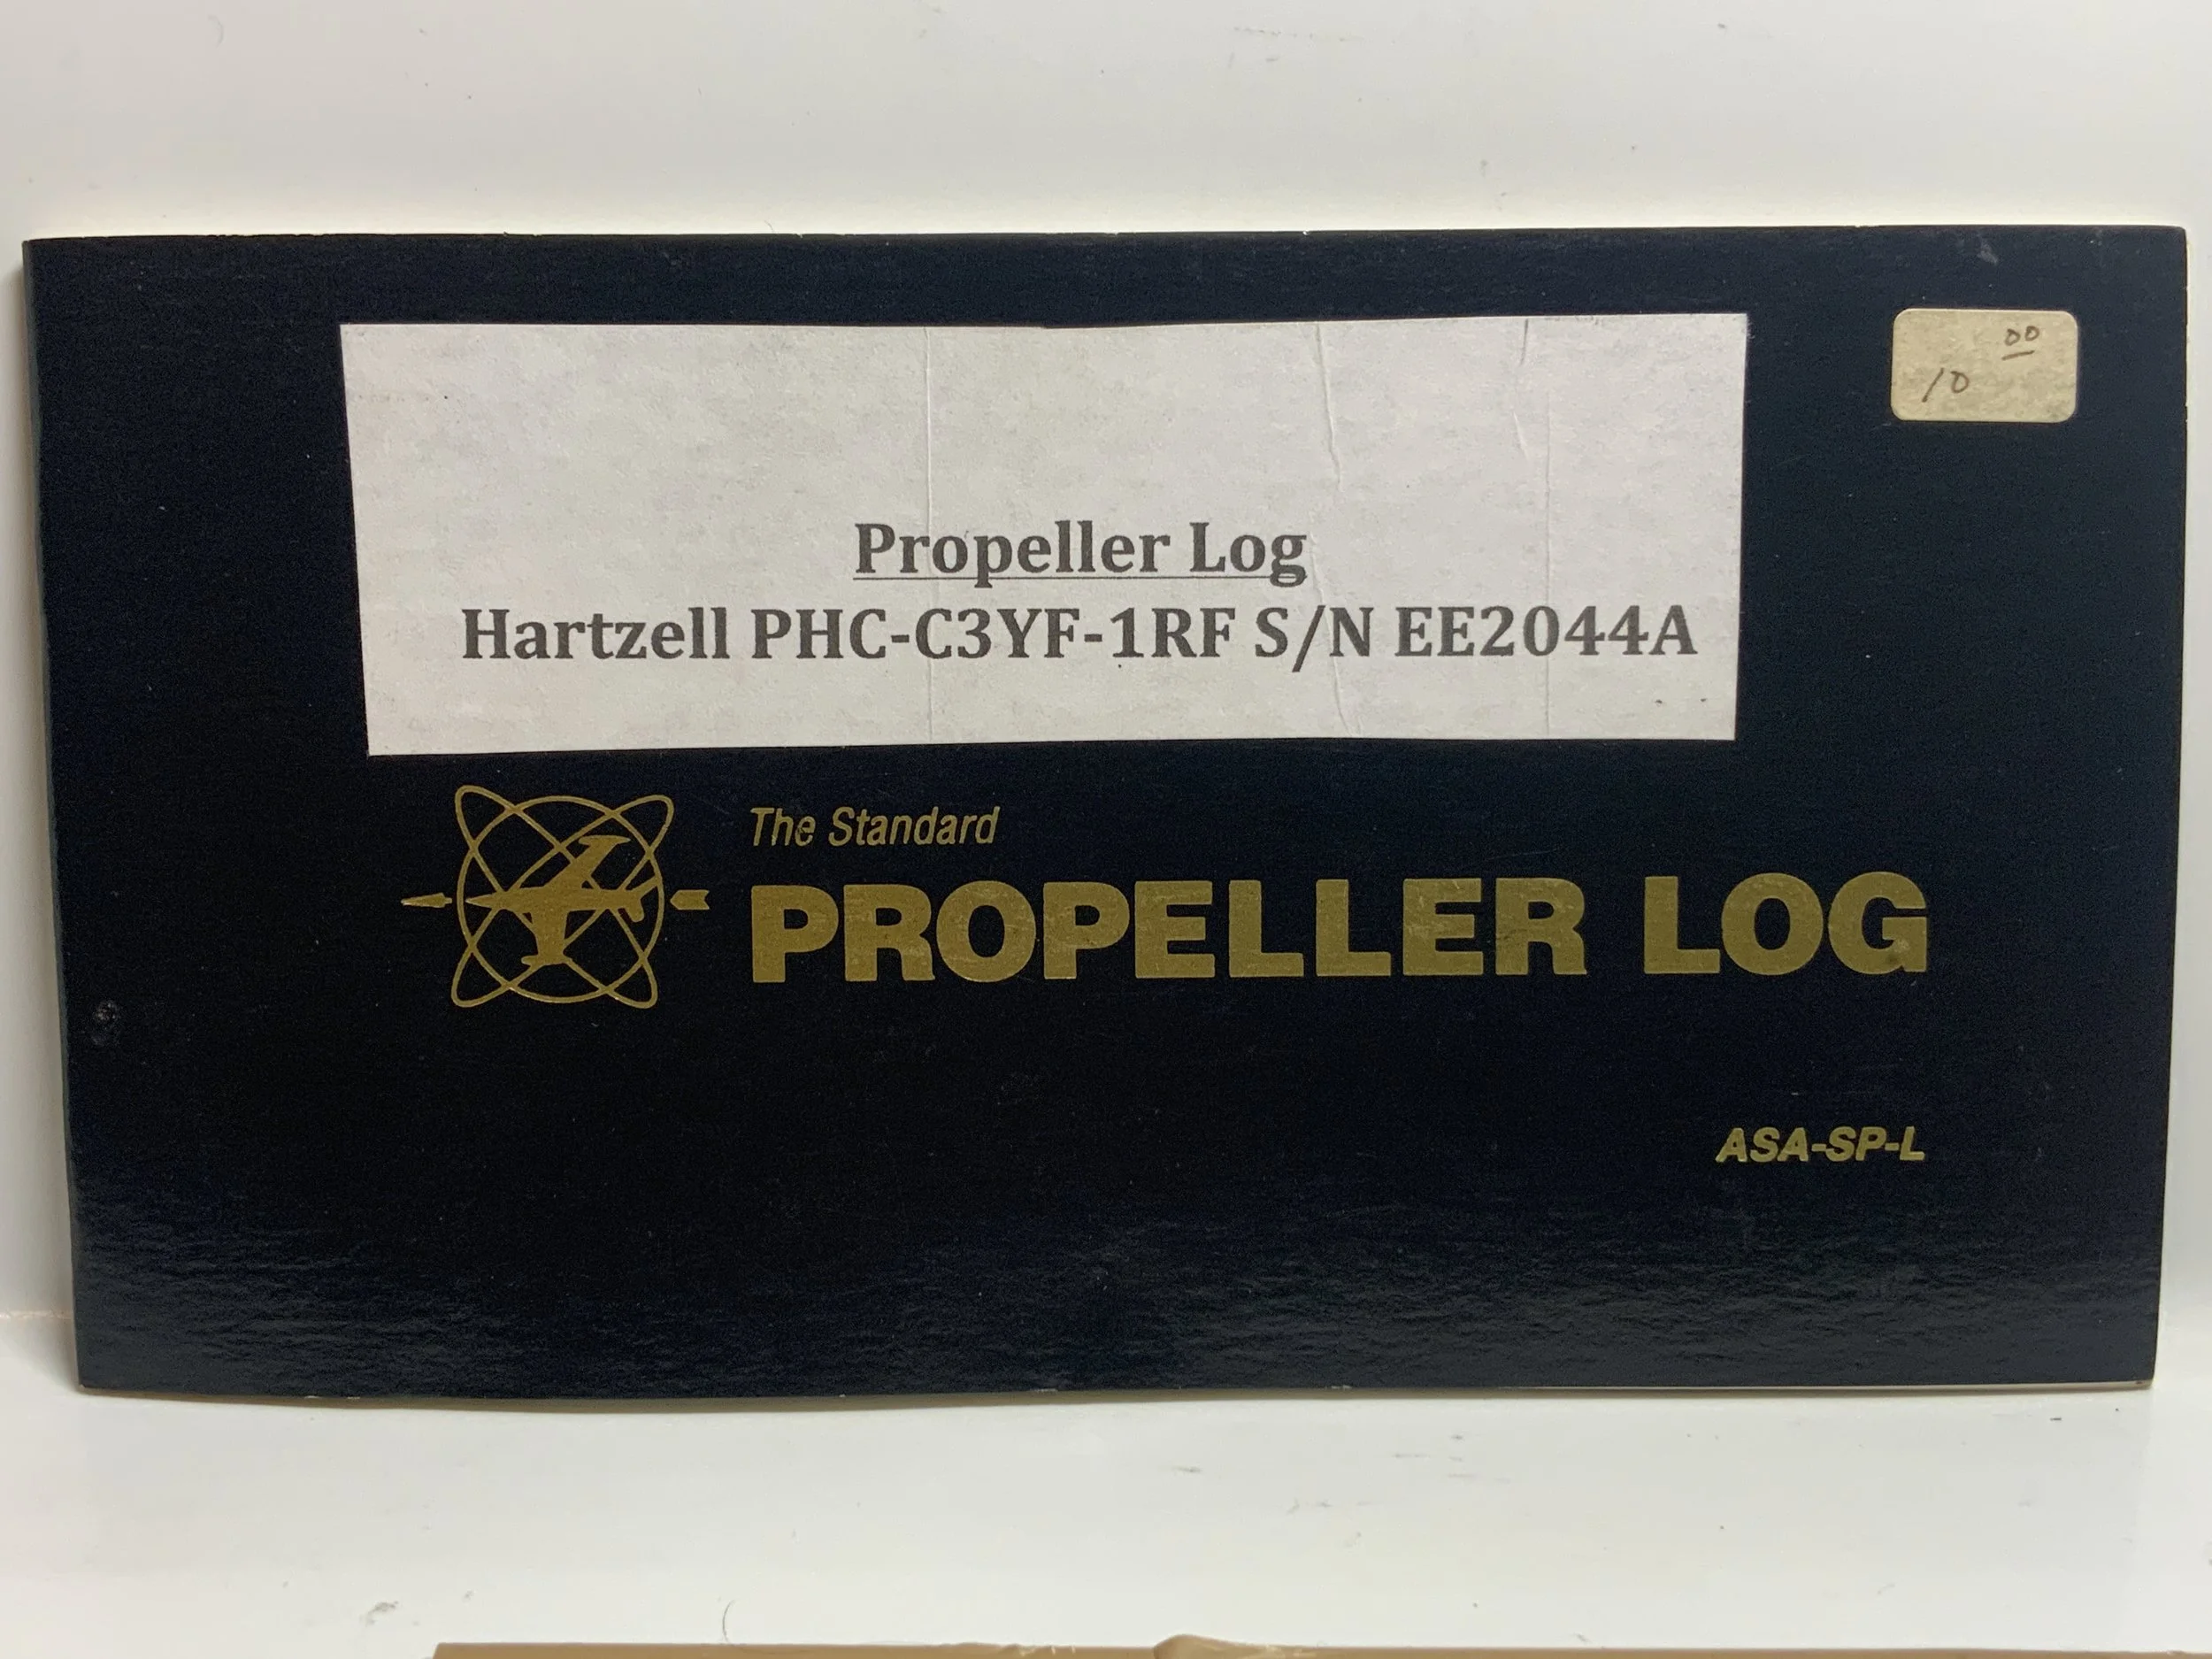 10 00
Propeller Log
Hartzell PHC-C3YF-1RF S/N EE2044A
The Standard
PROPELLER LOG
ASA-SP-L